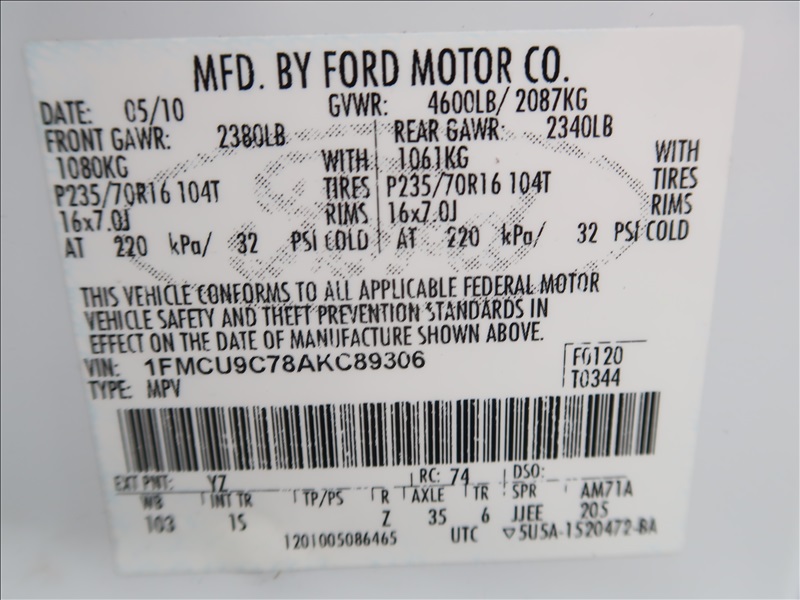 MFD. BY FORD MOTOR CO.
DATE: 05/10 GVWR: 4600LB/ 2087KG
FRONT GAWR: 2380LB REAR GAWR: 2340LB
1080KG WITH 1061KG WITH
P235/70R16 104T TIRES P235/70R16 104T TIRES
16x7.0J RIMS 16x7.0J RIMS
AT 220 kPa/ 32 PSI COLD AT 220 kPa/ 32 PSI COLD
THIS VEHICLE CONFORMS TO ALL APPLICABLE FEDERAL MOTOR
VEHICLE SAFETY AND THEFT PREVENTION STANDARDS IN
EFFECT ON THE DATE OF MANUFACTURE SHOWN ABOVE.
VIN: 1FMCU9C78AKC89306 F0120
TYPE: MPV T0344
EXT PNT: YZ RC: 74 DSO:
WB INT TR TP/PS R AXLE TR SPR AM71A
103 15 Z 35 6 JJEE 205
1201005086465 UTC ▽5U5A-1520472-BA